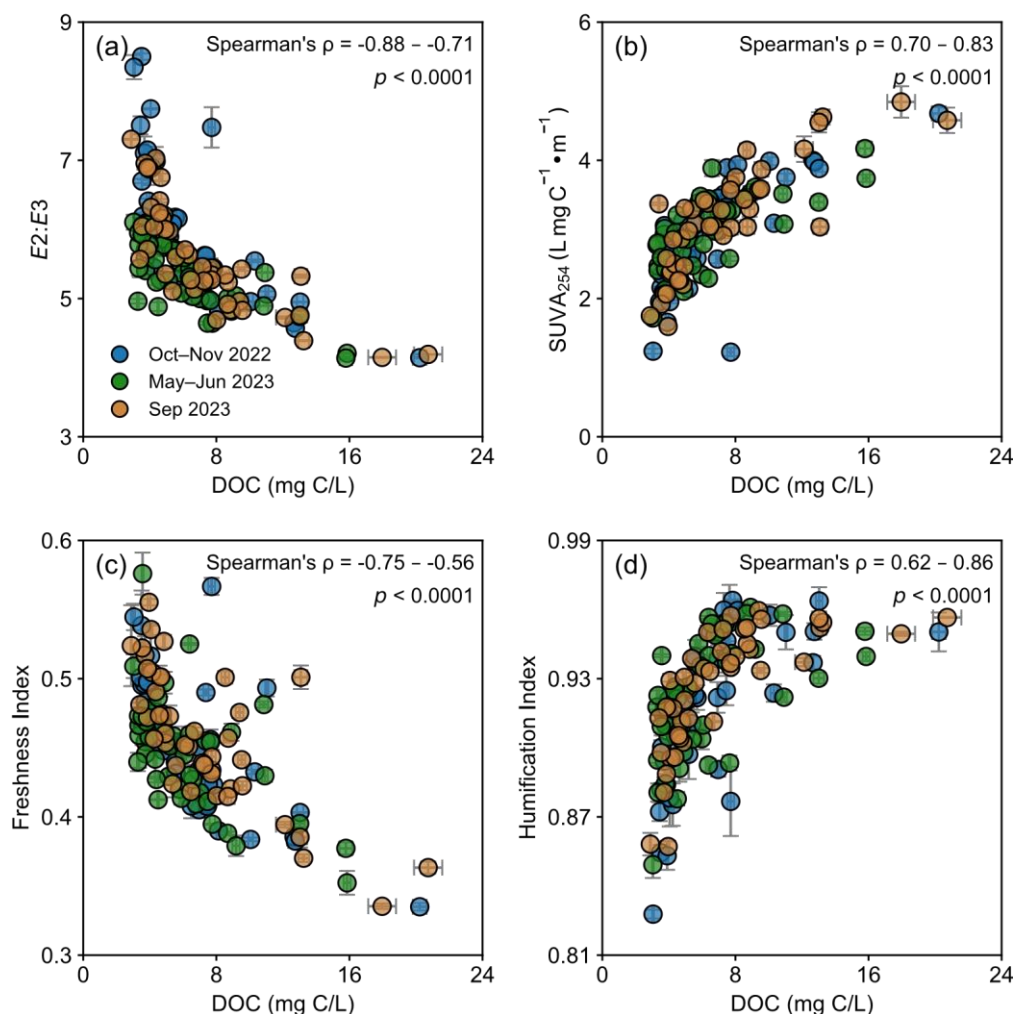 (a)
Spearman's ρ = -0.88 – -0.71
p < 0.0001
9
7
5
3
E2:E3
Oct–Nov 2022
May–Jun 2023
Sep 2023
0 8 16 24
DOC (mg C/L)
(b)
Spearman's ρ = 0.70 – 0.83
p < 0.0001
6
4
2
0
SUVA₂₅₄ (L mg C⁻¹ • m⁻¹)
0 8 16 24
DOC (mg C/L)
(c)
Spearman's ρ = -0.75 – -0.56
p < 0.0001
0.6
0.5
0.4
0.3
Freshness Index
0 8 16 24
DOC (mg C/L)
(d)
Spearman's ρ = 0.62 – 0.86
p < 0.0001
0.99
0.93
0.87
0.81
Humification Index
0 8 16 24
DOC (mg C/L)